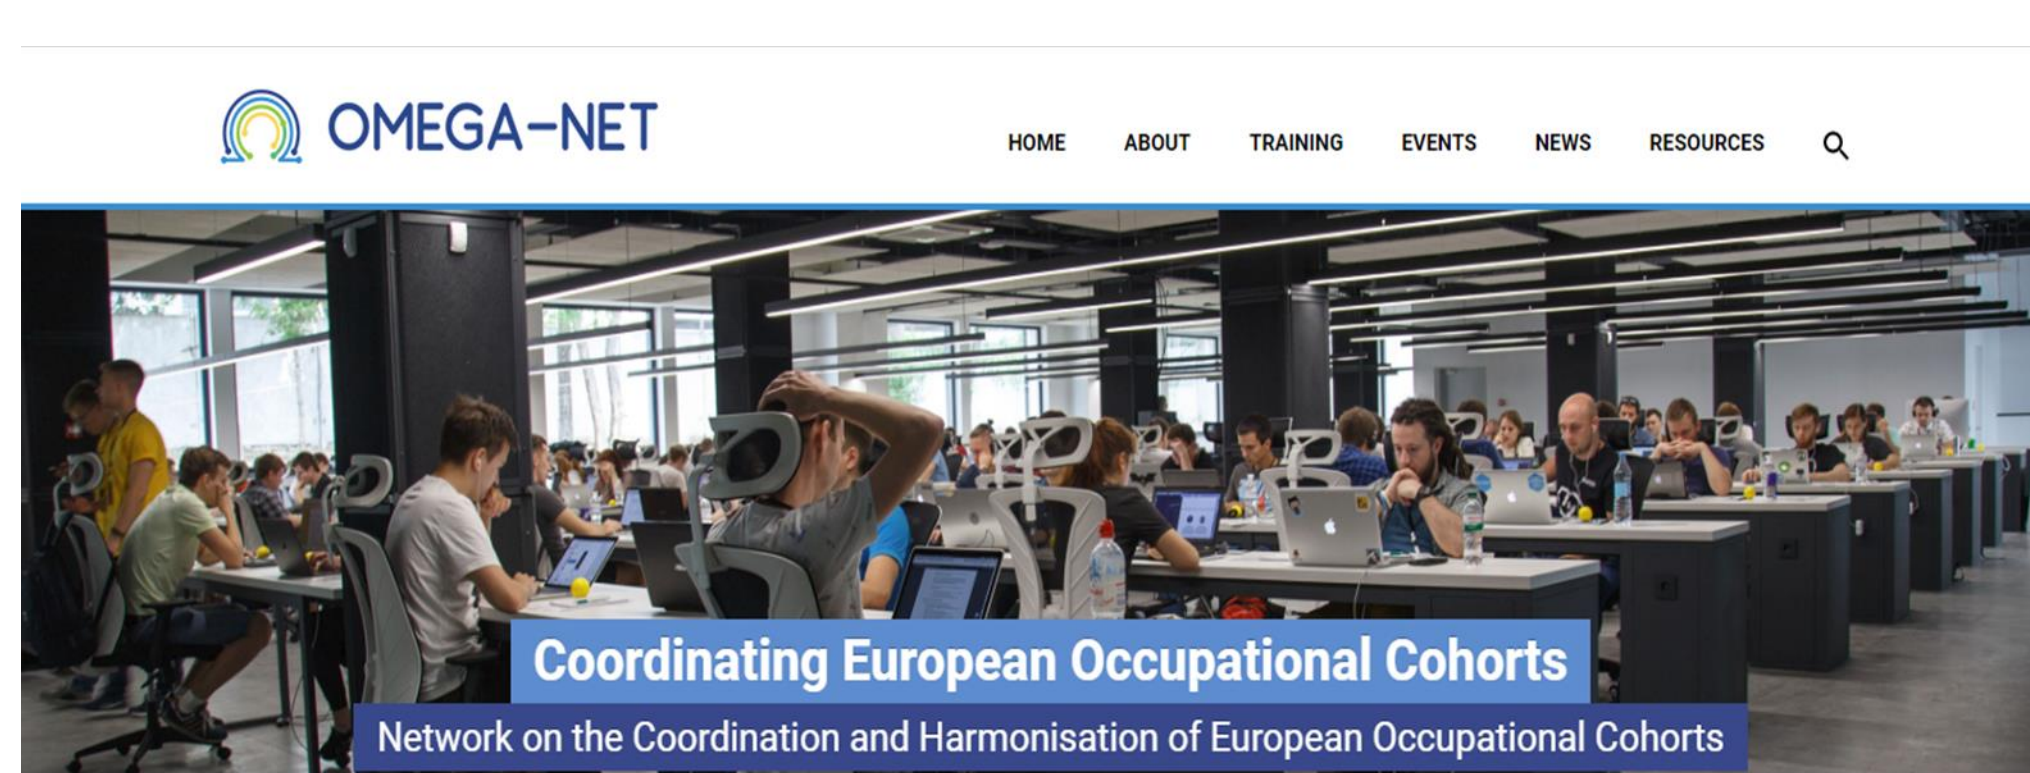 OMEGA-NET
HOME ABOUT TRAINING EVENTS NEWS RESOURCES
Coordinating European Occupational Cohorts
Network on the Coordination and Harmonisation of European Occupational Cohorts